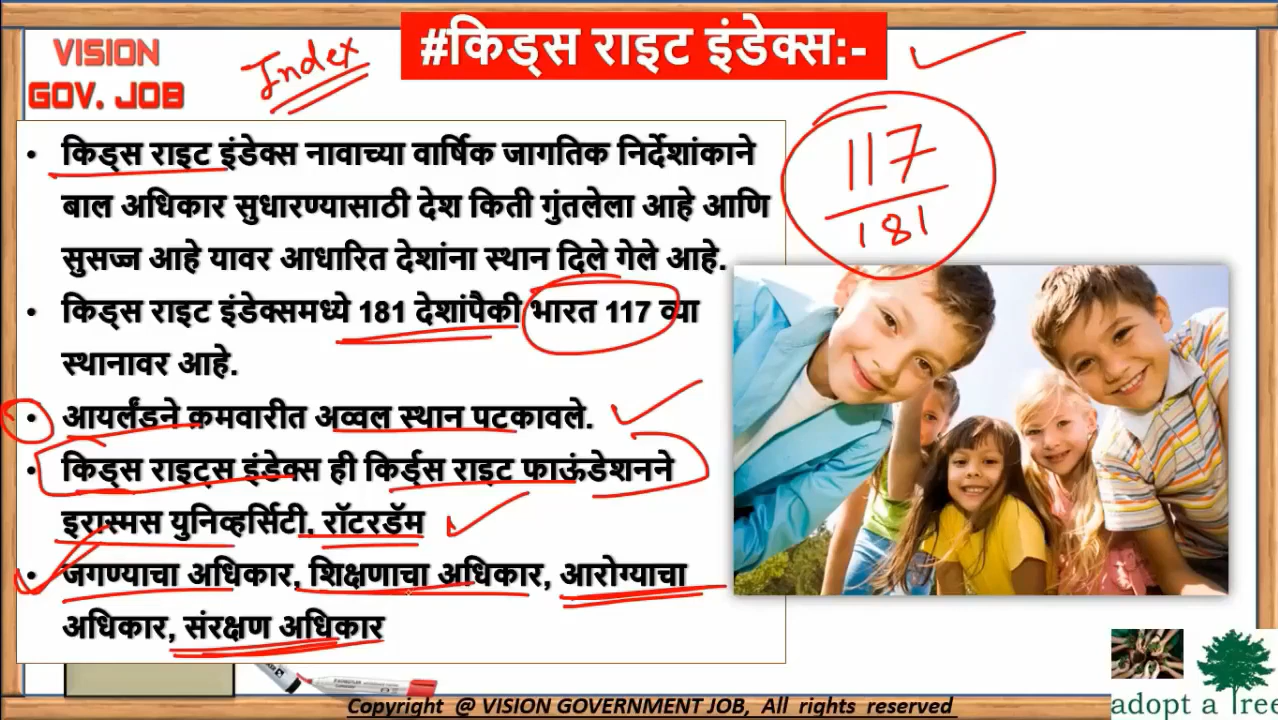 VISION
GOV. JOB
Index
#किड्स राइट इंडेक्स:-
117
181
• किड्स राइट इंडेक्स नावाच्या वार्षिक जागतिक निर्देशांकाने
बाल अधिकार सुधारण्यासाठी देश किती गुंतलेला आहे आणि
सुसज्ज आहे यावर आधारित देशांना स्थान दिले गेले आहे.
• किड्स राइट इंडेक्समध्ये 181 देशांपैकी भारत 117 व्या
स्थानावर आहे.
• आयर्लंडने क्रमवारीत अव्वल स्थान पटकावले.
• किड्स राइट्स इंडेक्स ही किर्ड्स राइट फाऊंडेशनने
इरास्मस युनिव्हर्सिटी, रॉटरडॅम
• जगण्याचा अधिकार, शिक्षणाचा अधिकार, आरोग्याचा
अधिकार, संरक्षण अधिकार
Copyright @ VISION GOVERNMENT JOB, All rights reserved
adopt a Tree